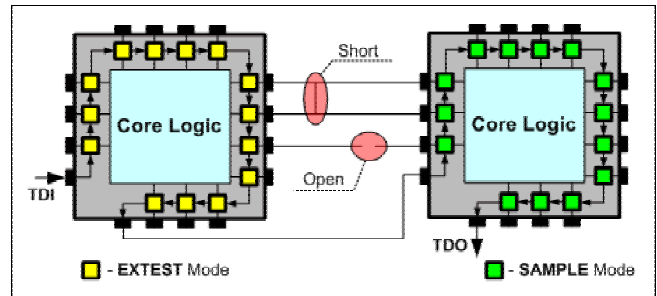 Short
Core Logic
Core Logic
Open
TDI
TDO
- EXTEST Mode
- SAMPLE Mode